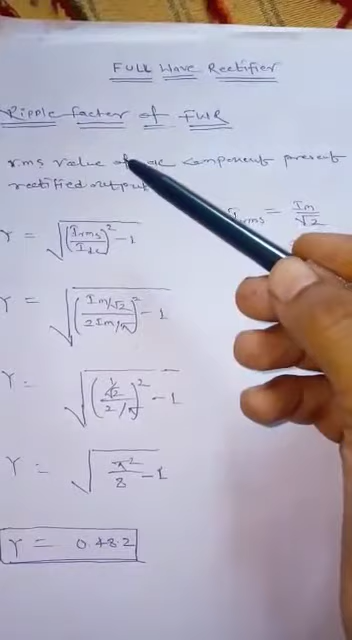 FULL Wave Rectifier
Ripple factor of FWR
rms value of ac component present
rectified output
Irms = Im/√2
γ = √((Irms/Idc)² - 1)
γ = √((Im/√2 / 2Im/π)² - 1)
γ = √((1/√2 / 2/π)² - 1)
γ = √(π²/8 - 1)
γ = 0.482